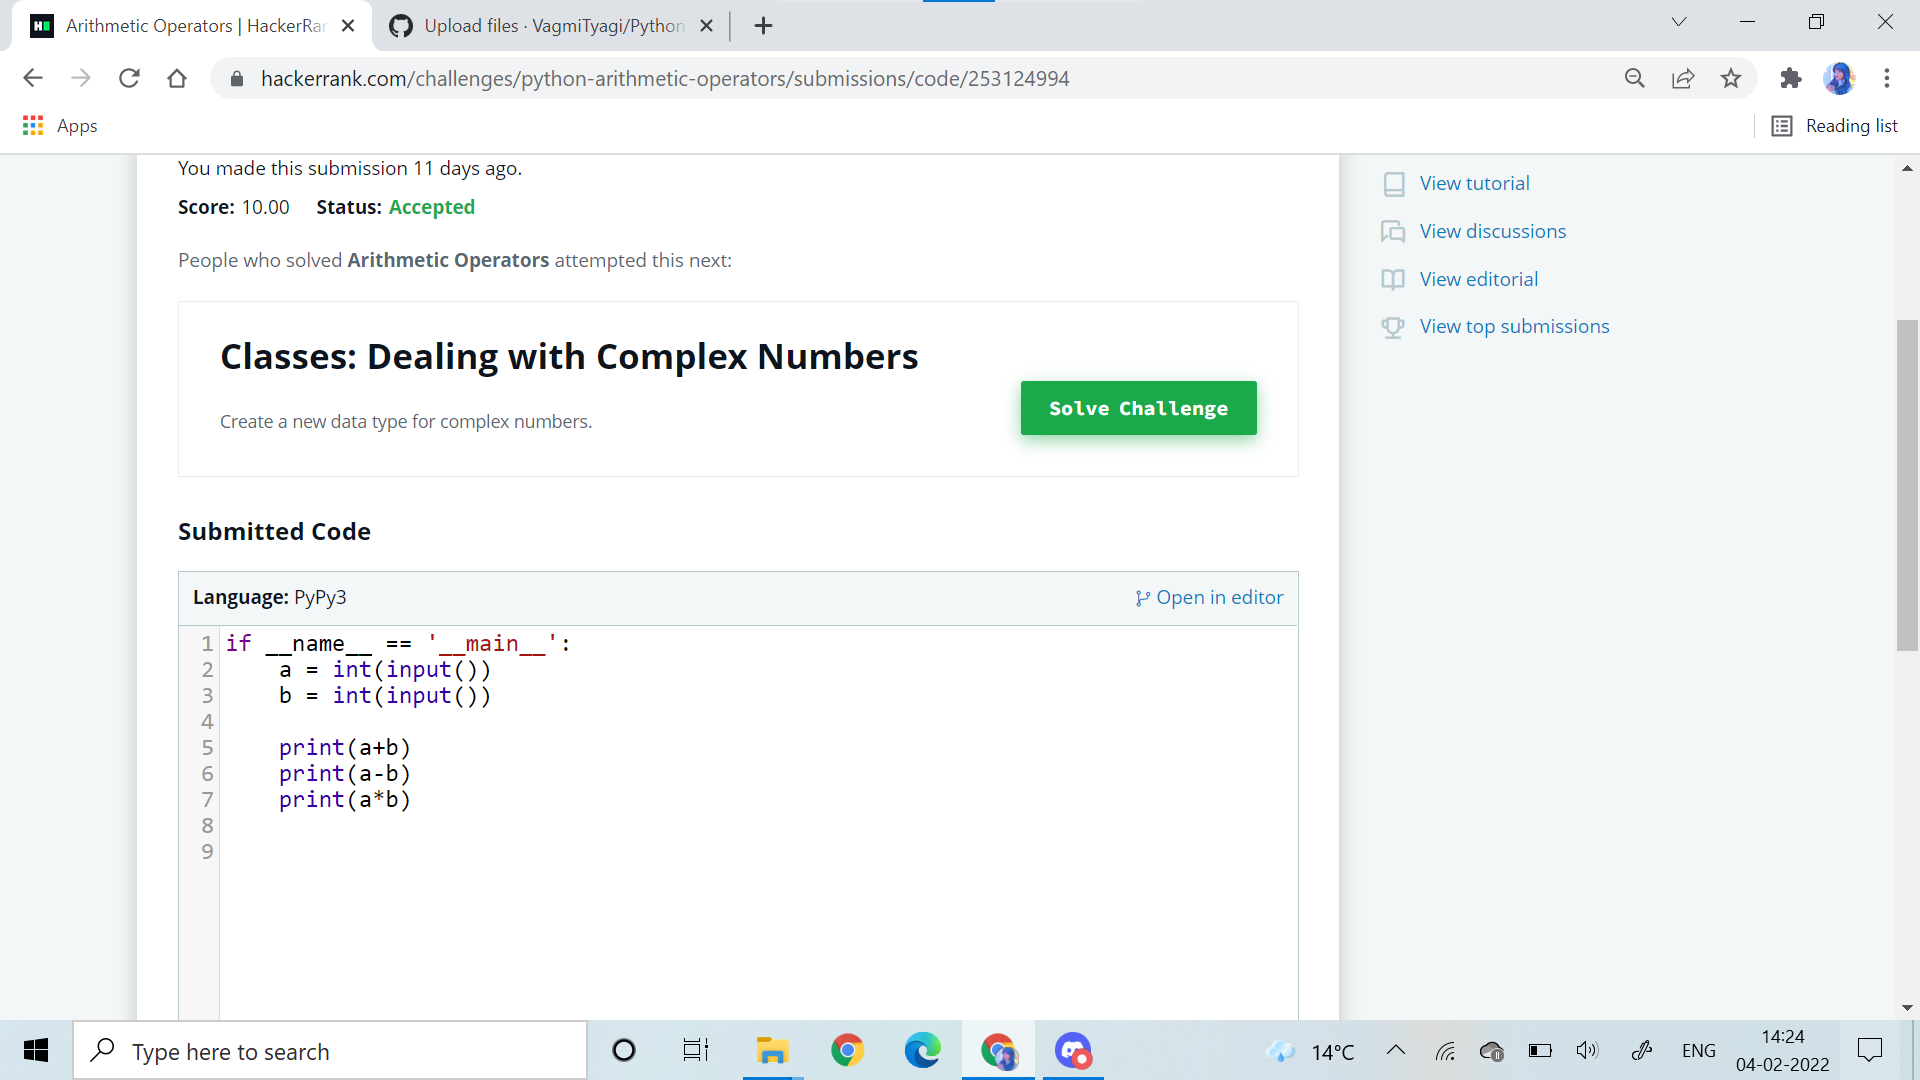 Arithmetic Operators | HackerRar
Upload files · VagmiTyagi/Python
hackerrank.com/challenges/python-arithmetic-operators/submissions/code/253124994
Apps
Reading list
You made this submission 11 days ago.
Score: 10.00 Status: Accepted
People who solved Arithmetic Operators attempted this next:
Classes: Dealing with Complex Numbers
Create a new data type for complex numbers.
Solve Challenge
View tutorial
View discussions
View editorial
View top submissions
Submitted Code
Language: PyPy3
Open in editor
1 if __name__ == '__main__':
2     a = int(input())
3     b = int(input())
4
5     print(a+b)
6     print(a-b)
7     print(a*b)
8
9
Type here to search
14°C
ENG
14:24
04-02-2022